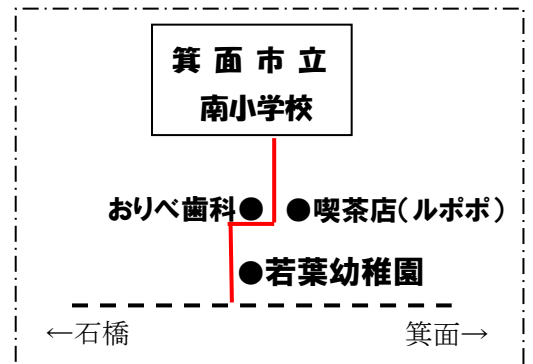 箕面市立
南小学校
おりべ歯科● ●喫茶店(ルポポ)
●若葉幼稚園
←石橋 箕面→